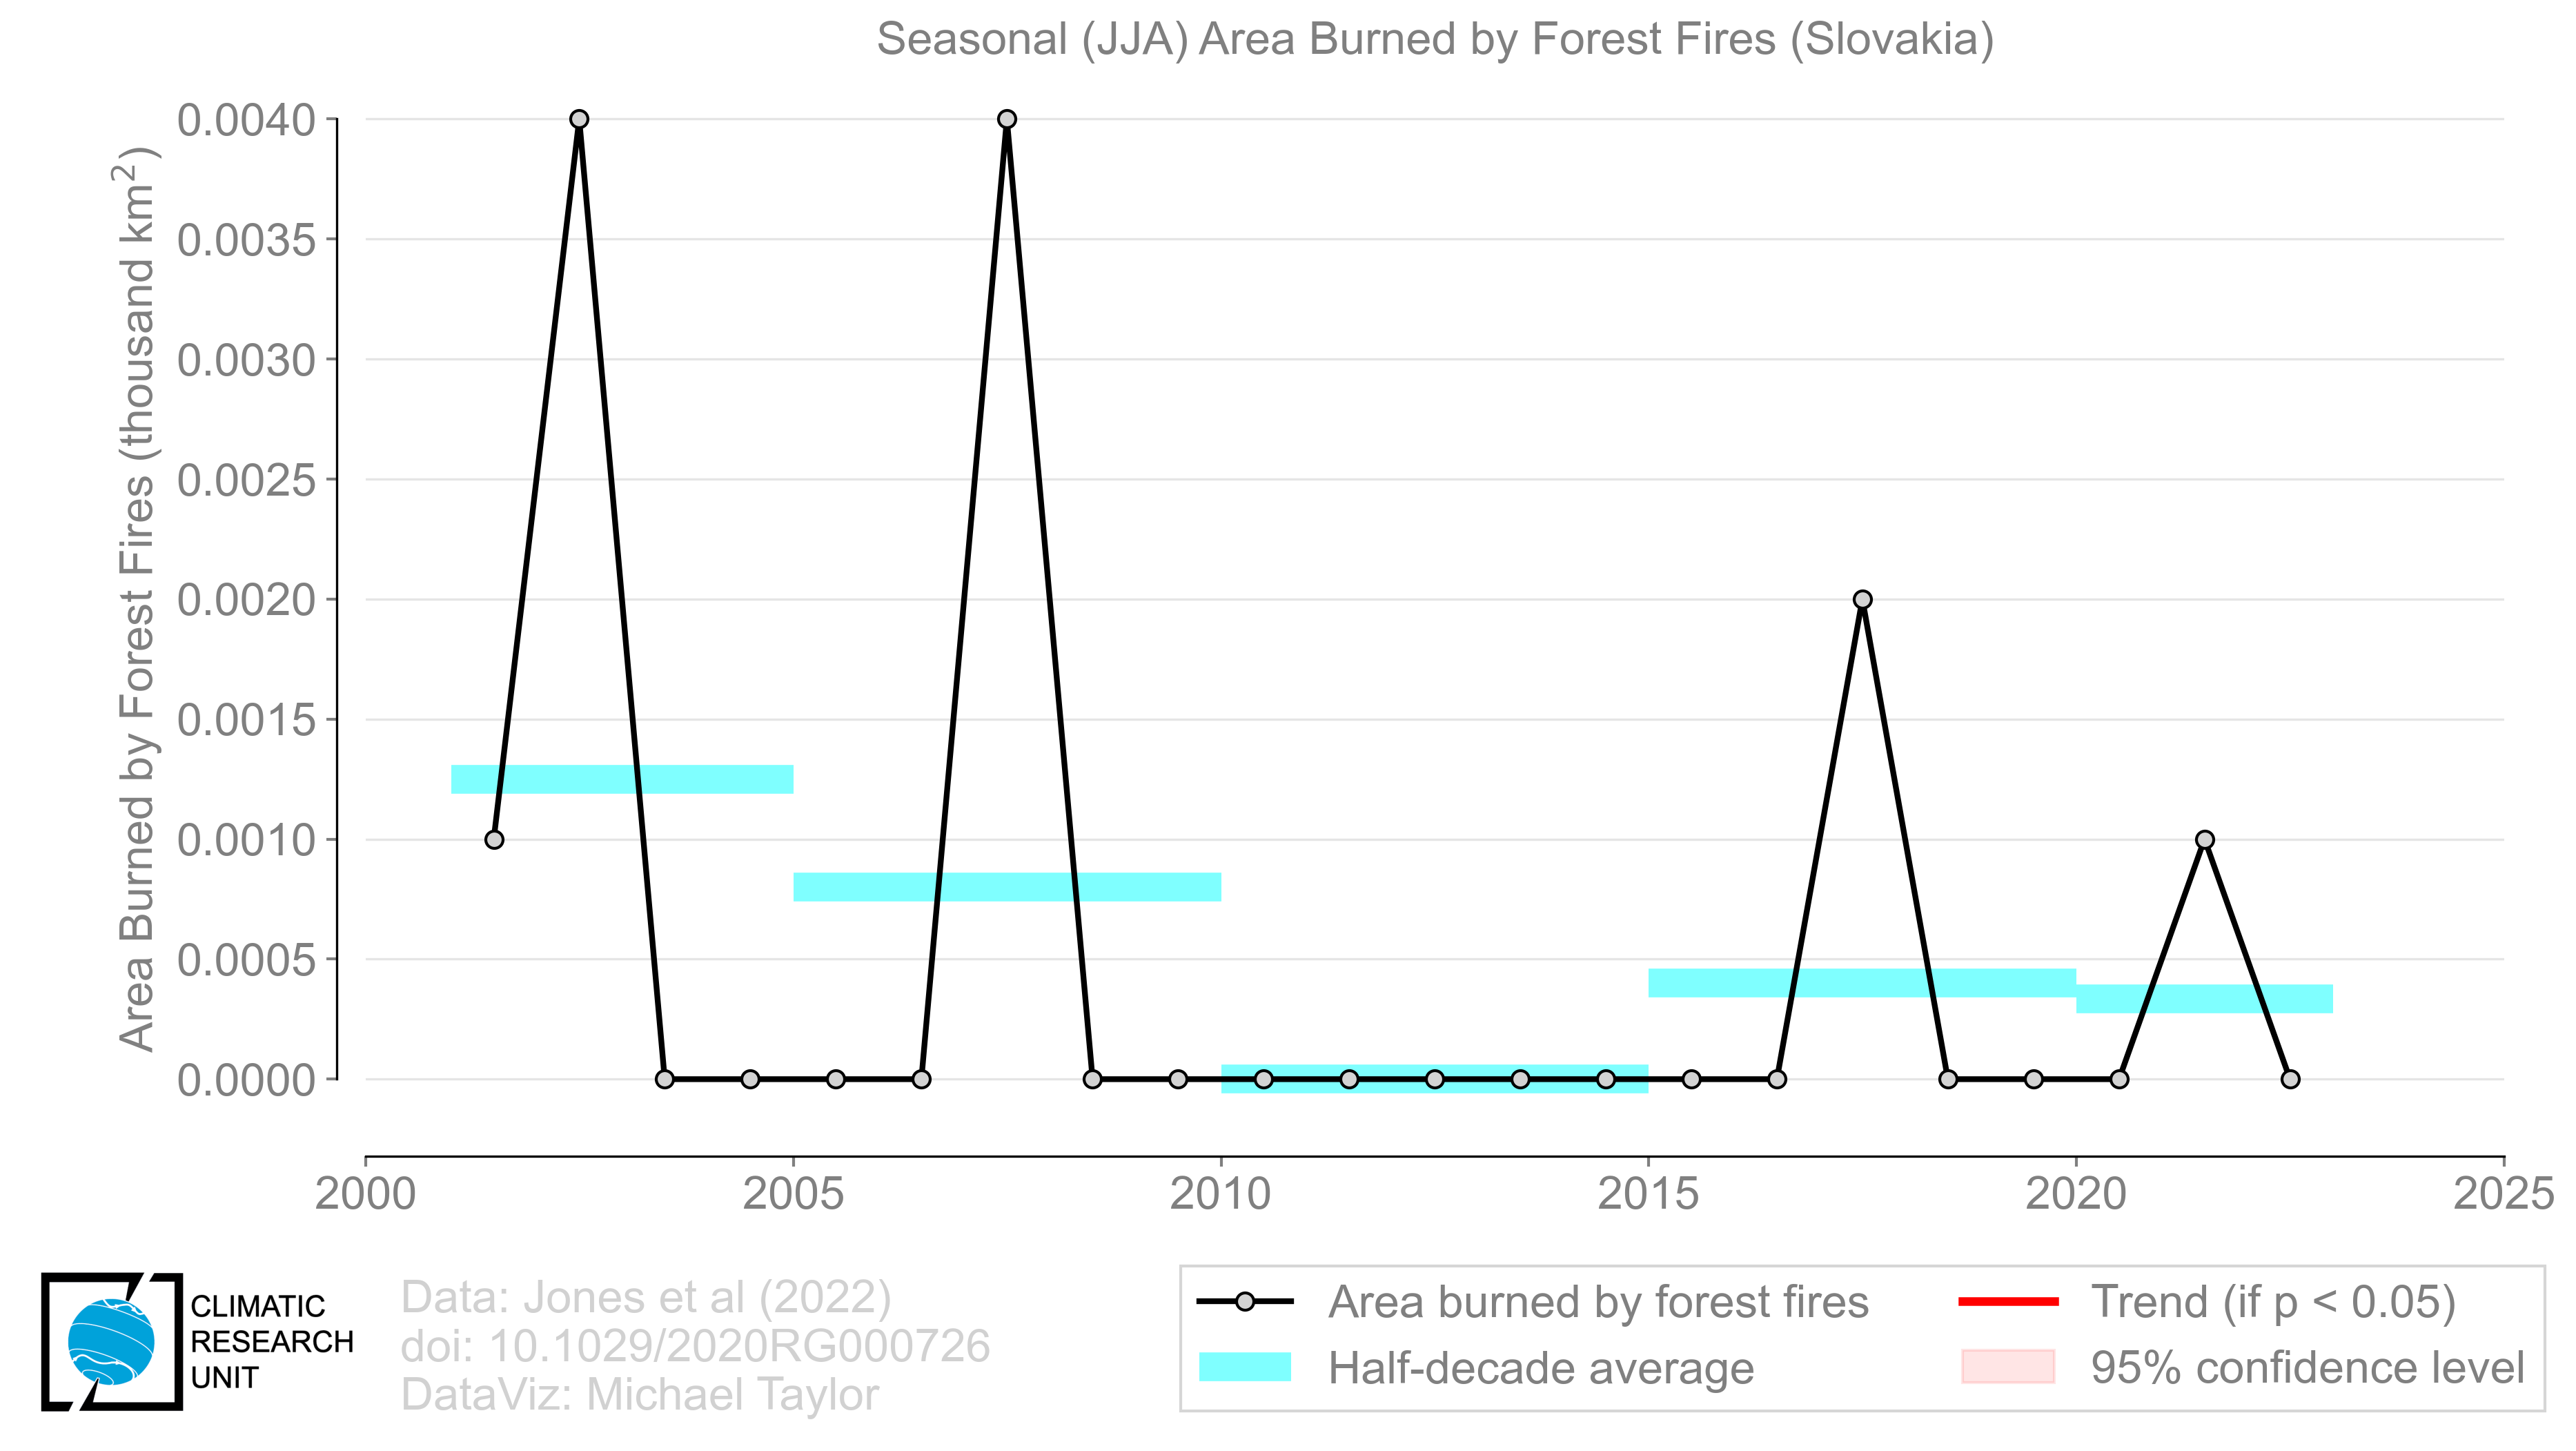 Seasonal (JJA) Area Burned by Forest Fires (Slovakia)
Area Burned by Forest Fires (thousand km²)
0.0040
0.0035
0.0030
0.0025
0.0020
0.0015
0.0010
0.0005
0.0000
2000 2005 2010 2015 2020 2025
CLIMATIC
RESEARCH
UNIT
Data: Jones et al (2022)
doi: 10.1029/2020RG000726
DataViz: Michael Taylor
Area burned by forest fires
Half-decade average
Trend (if p < 0.05)
95% confidence level